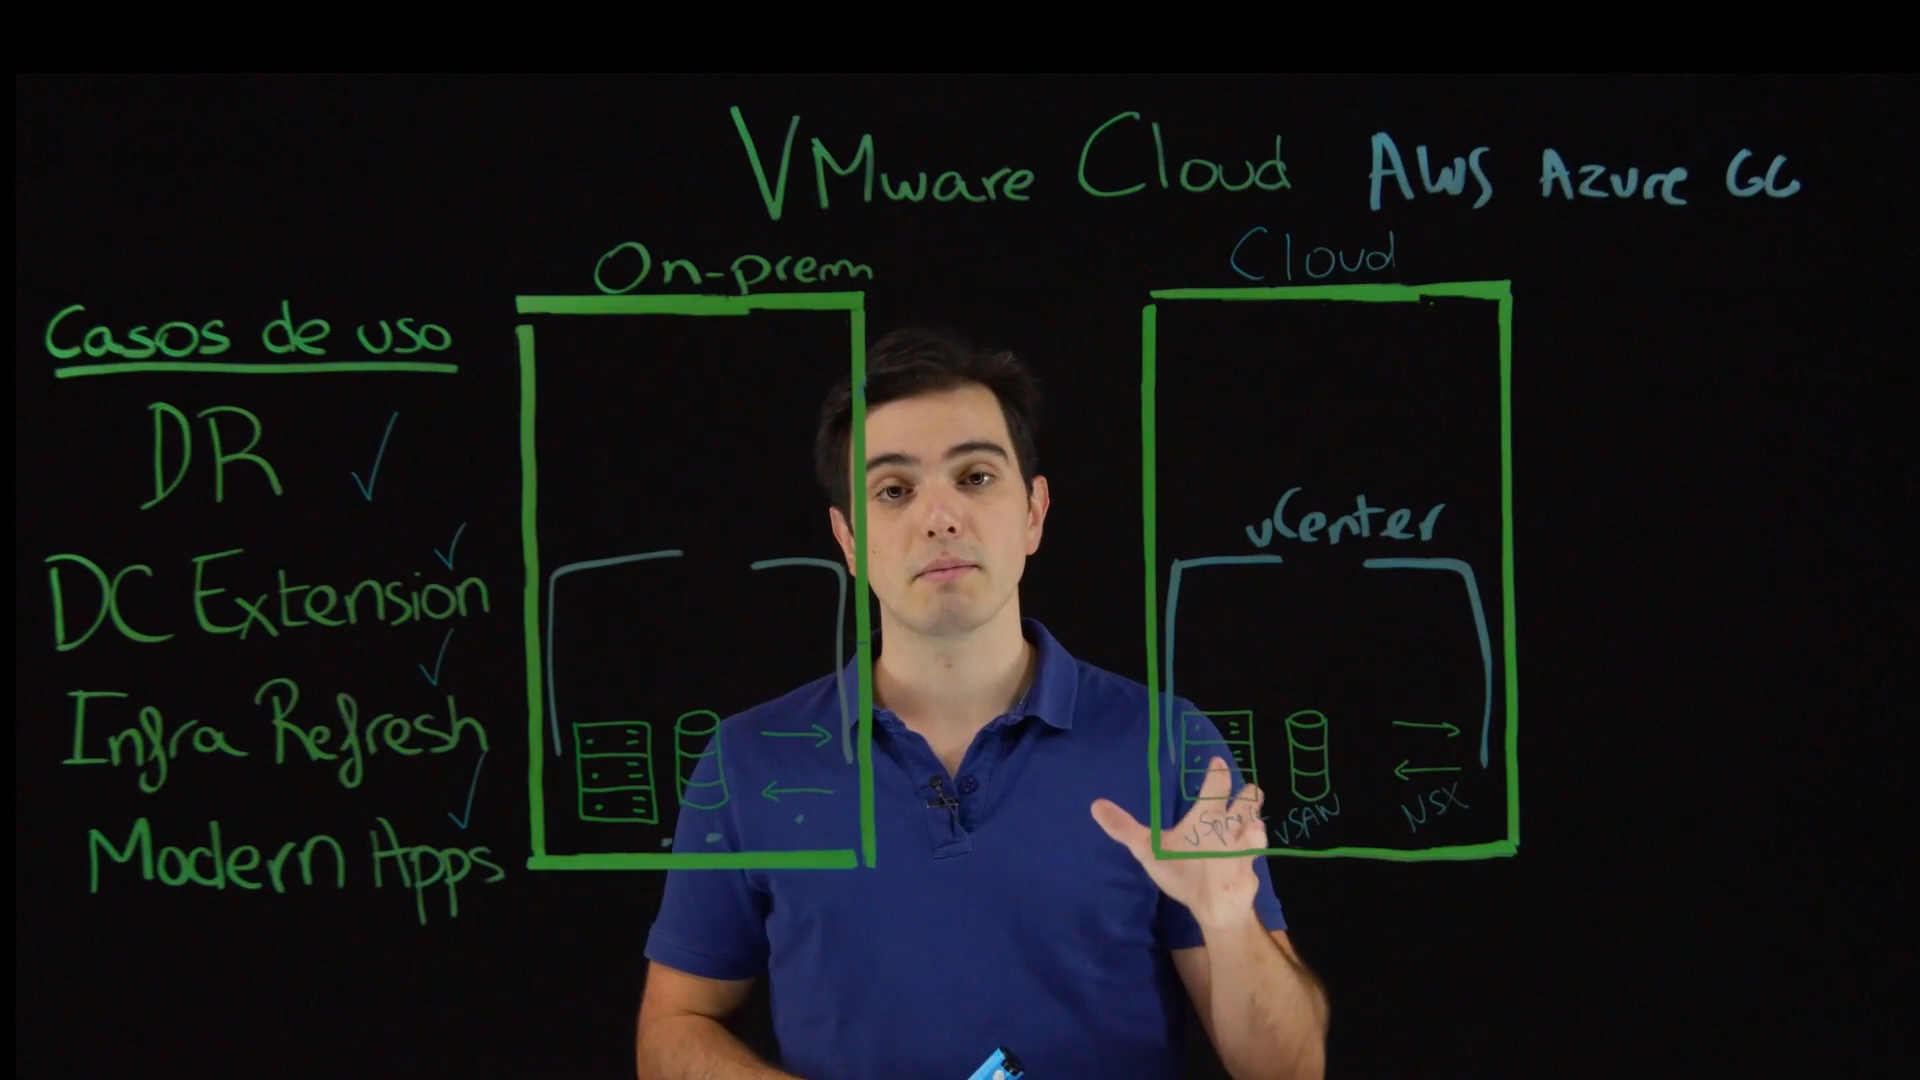 VMware Cloud AWS Azure GC
On-prem
Cloud
Casos de uso
DR
DC Extension
Infra Refresh
Modern Apps
vCenter
vSphere
vSAN
NSX